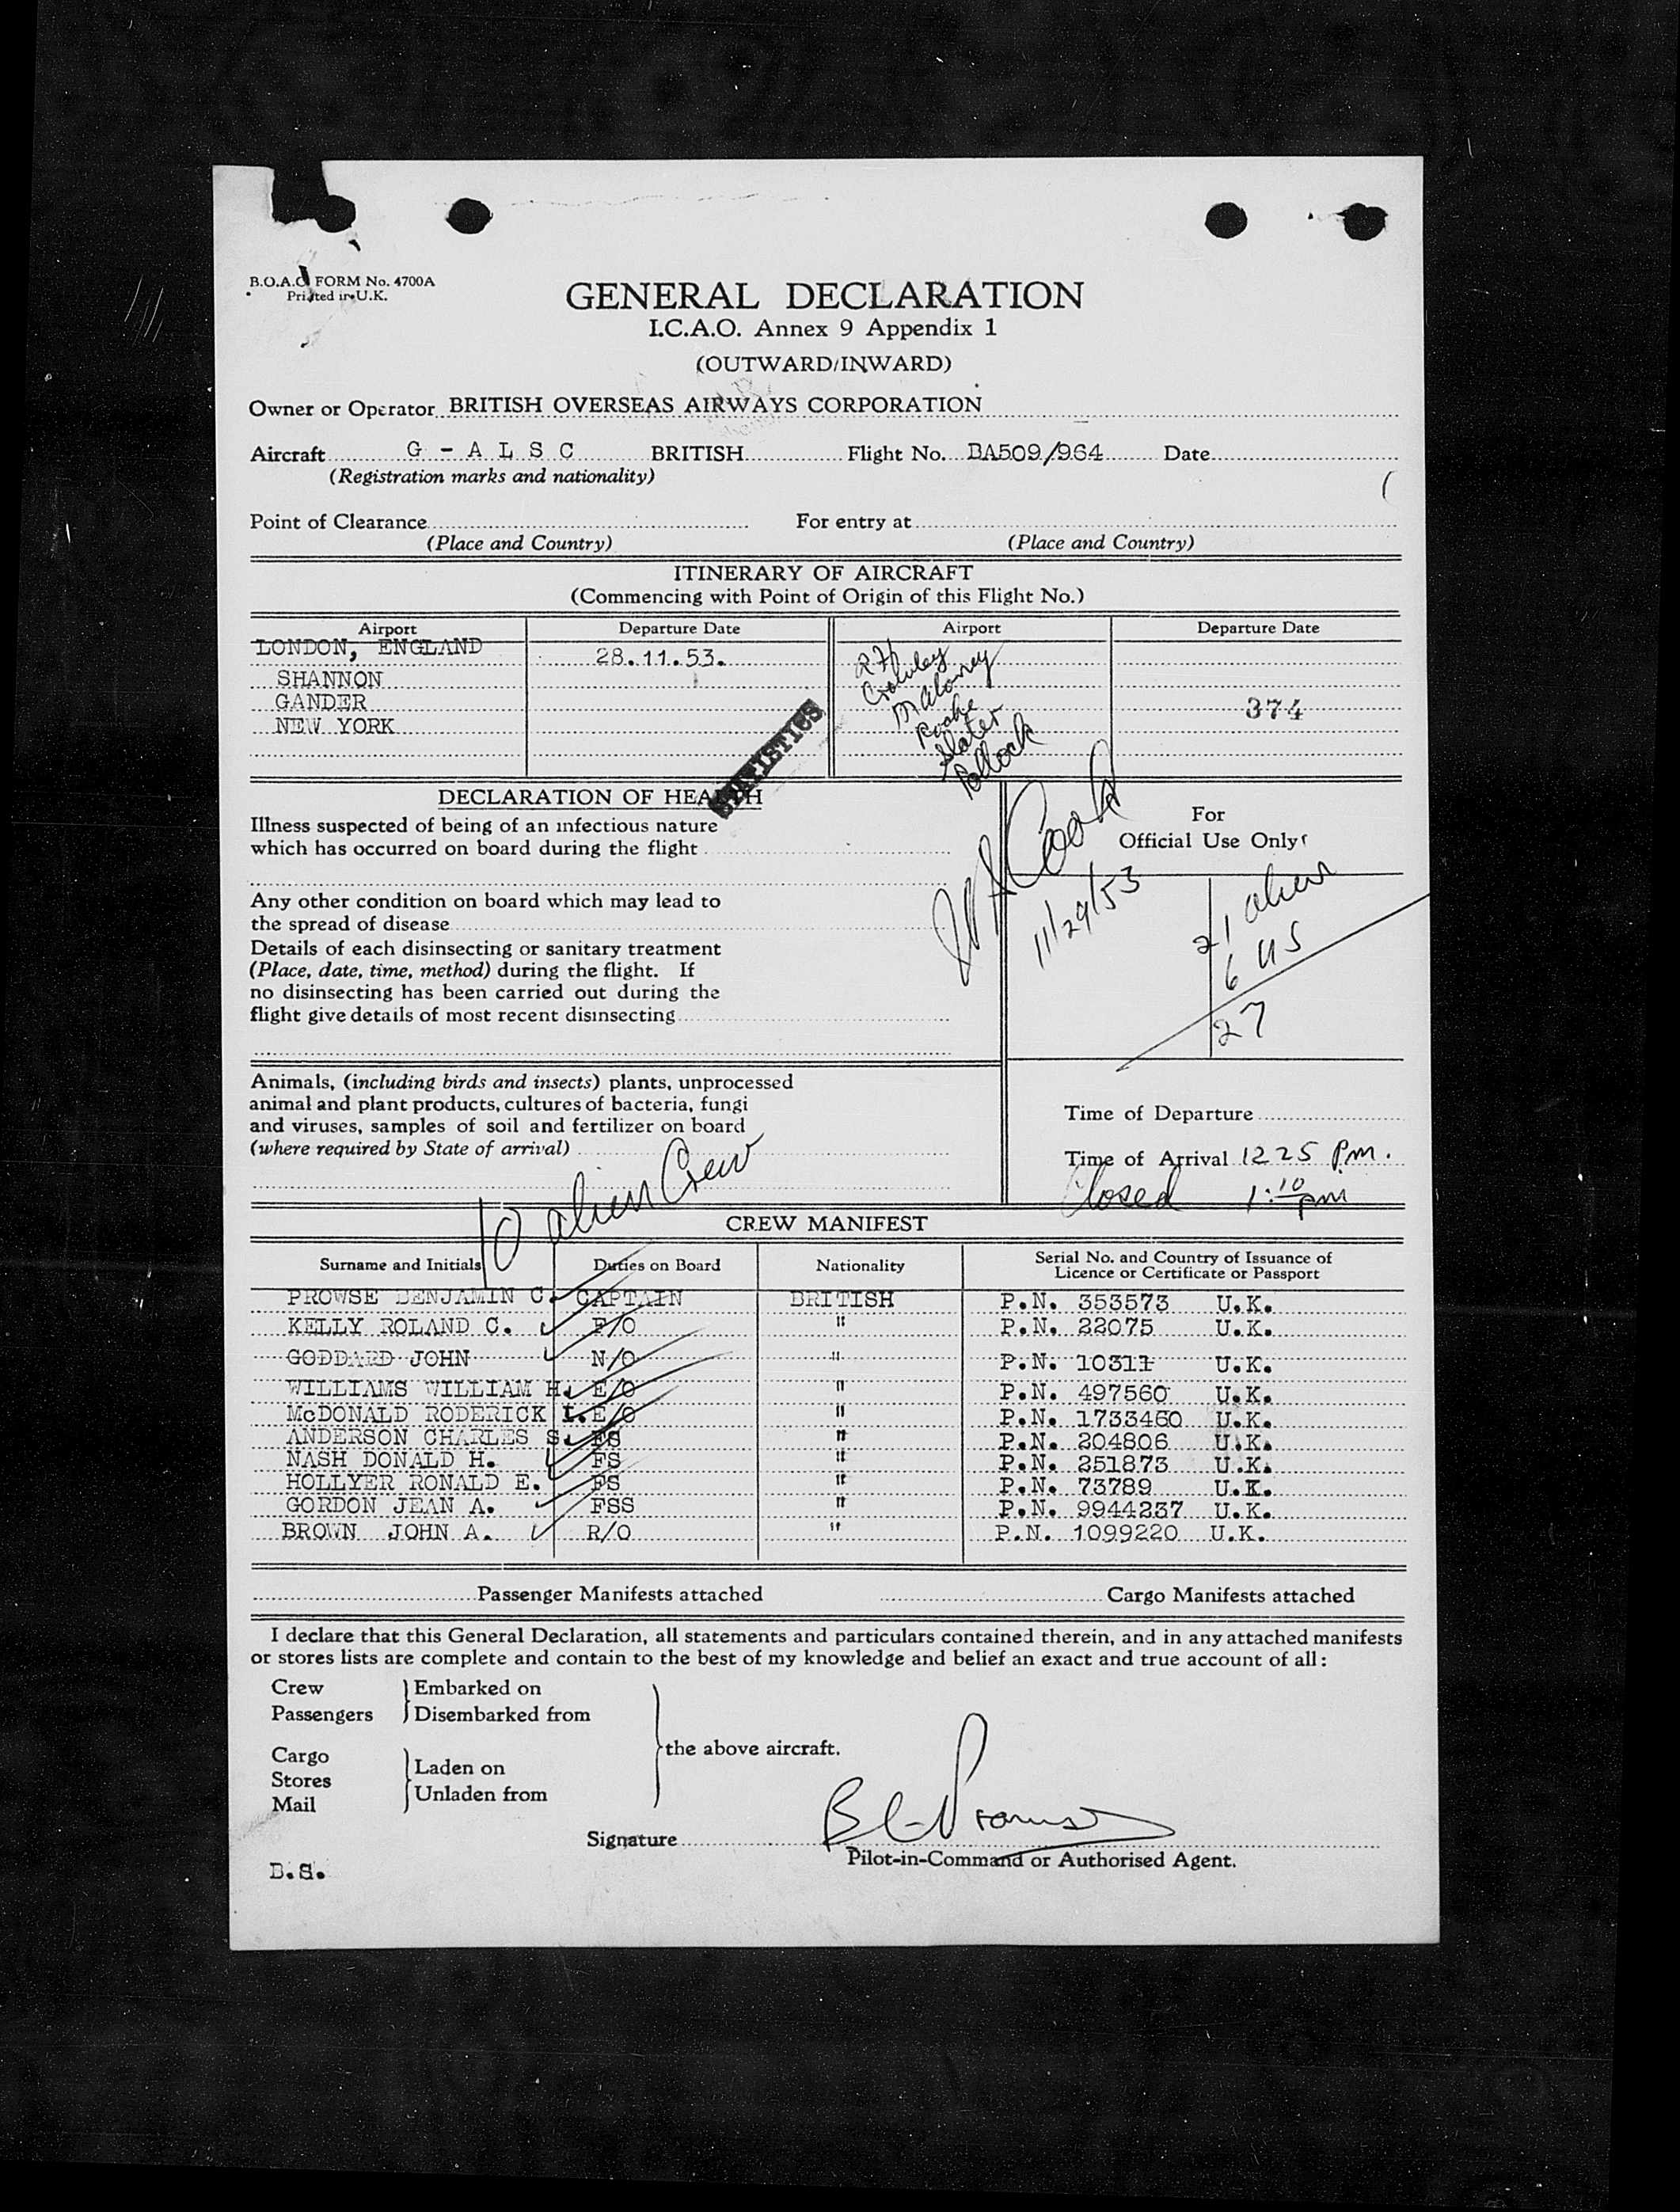 B.O.A.C. FORM No. 4700A
Printed in U.K.
GENERAL DECLARATION
I.C.A.O. Annex 9 Appendix 1
(OUTWARD/INWARD)
Owner or Operator BRITISH OVERSEAS AIRWAYS CORPORATION
Aircraft G - A L S C BRITISH Flight No. BA509/964 Date
(Registration marks and nationality)
Point of Clearance For entry at
(Place and Country) (Place and Country)
ITINERARY OF AIRCRAFT
(Commencing with Point of Origin of this Flight No.)
Airport Departure Date Airport Departure Date
LONDON, ENGLAND 28.11.53.
SHANNON
GANDER
NEW YORK
Crowley
Maloney
Roche
Slater
Pollock
374
STATISTICS
DECLARATION OF HEALTH
Illness suspected of being of an infectious nature
which has occurred on board during the flight
Any other condition on board which may lead to
the spread of disease
Details of each disinsecting or sanitary treatment
(Place, date, time, method) during the flight. If
no disinsecting has been carried out during the
flight give details of most recent disinsecting
Cook
11/29/53
For
Official Use Only
21 alien
6 US
27
Animals, (including birds and insects) plants, unprocessed
animal and plant products, cultures of bacteria, fungi
and viruses, samples of soil and fertilizer on board
(where required by State of arrival)
Time of Departure
Time of Arrival 1225 P.m.
Closed 1:10 pm
10 alien Crew
CREW MANIFEST
Surname and Initials Duties on Board Nationality Serial No. and Country of Issuance of
Licence or Certificate or Passport
PROWSE BENJAMIN C. CAPTAIN BRITISH P.N. 353573 U.K.
KELLY ROLAND C. F/O " P.N. 22075 U.K.
GODDARD JOHN N/O " P.N. 10311 U.K.
WILLIAMS WILLIAM H. E/O " P.N. 497560 U.K.
McDONALD RODERICK I. E/O " P.N. 1733460 U.K.
ANDERSON CHARLES S. FS " P.N. 204806 U.K.
NASH DONALD H. FS " P.N. 251873 U.K.
HOLLYER RONALD E. FS " P.N. 73789 U.K.
GORDON JEAN A. FSS " P.N. 9944237 U.K.
BROWN JOHN A. R/O " P.N. 1099220 U.K.
Passenger Manifests attached Cargo Manifests attached
I declare that this General Declaration, all statements and particulars contained therein, and in any attached manifests
or stores lists are complete and contain to the best of my knowledge and belief an exact and true account of all:
Crew Embarked on
Passengers Disembarked from
the above aircraft.
Cargo Laden on
Stores
Mail Unladen from
Signature B C Prowse
Pilot-in-Command or Authorised Agent.
B.S.